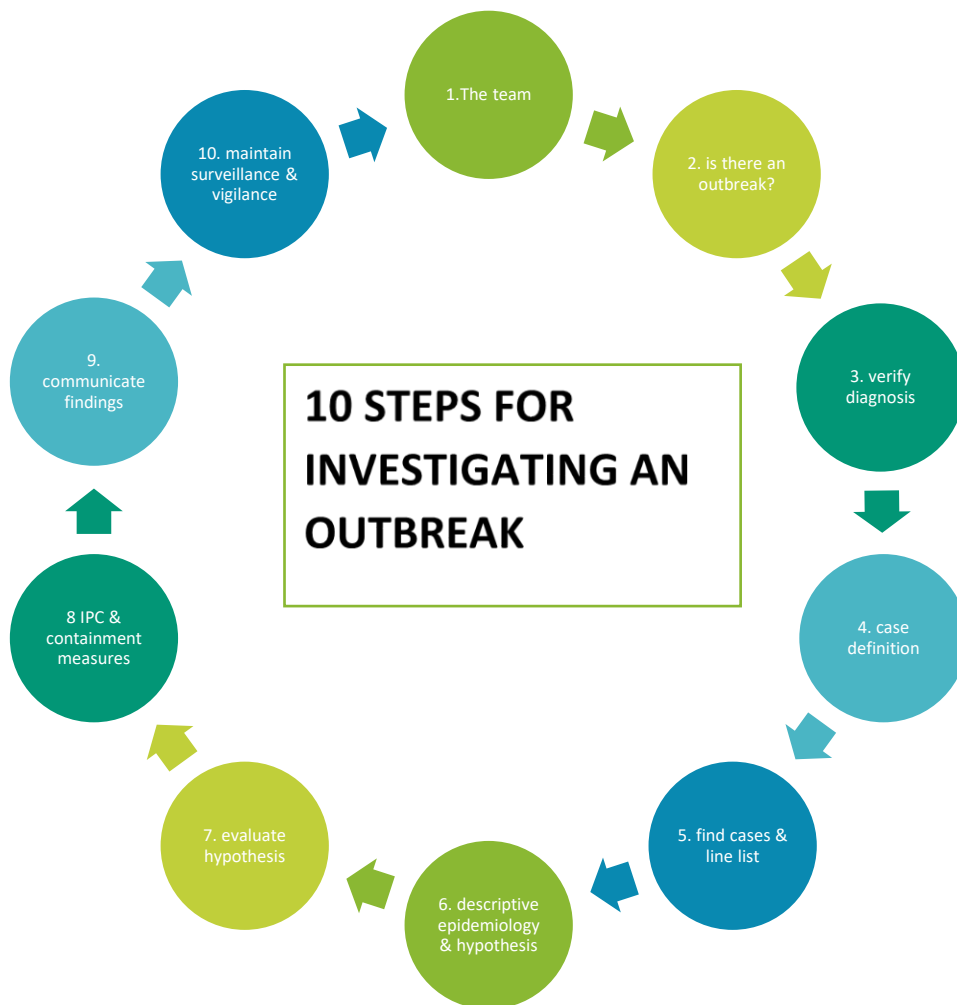 1.The team
2. is there an
outbreak?
3. verify
diagnosis
4. case
definition
5. find cases &
line list
6. descriptive
epidemiology
& hypothesis
7. evaluate
hypothesis
8 IPC &
containment
measures
9.
communicate
findings
10. maintain
surveillance &
vigilance
10 STEPS FOR
INVESTIGATING AN
OUTBREAK